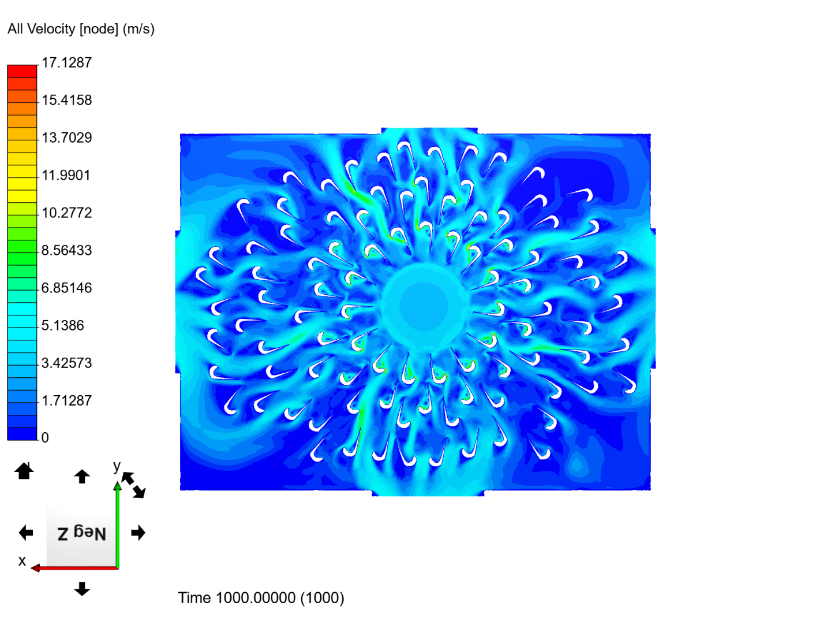 All Velocity [node] (m/s)
17.1287
15.4158
13.7029
11.9901
10.2772
8.56433
6.85146
5.1386
3.42573
1.71287
0
y
Neg Z
x
Time 1000.00000 (1000)